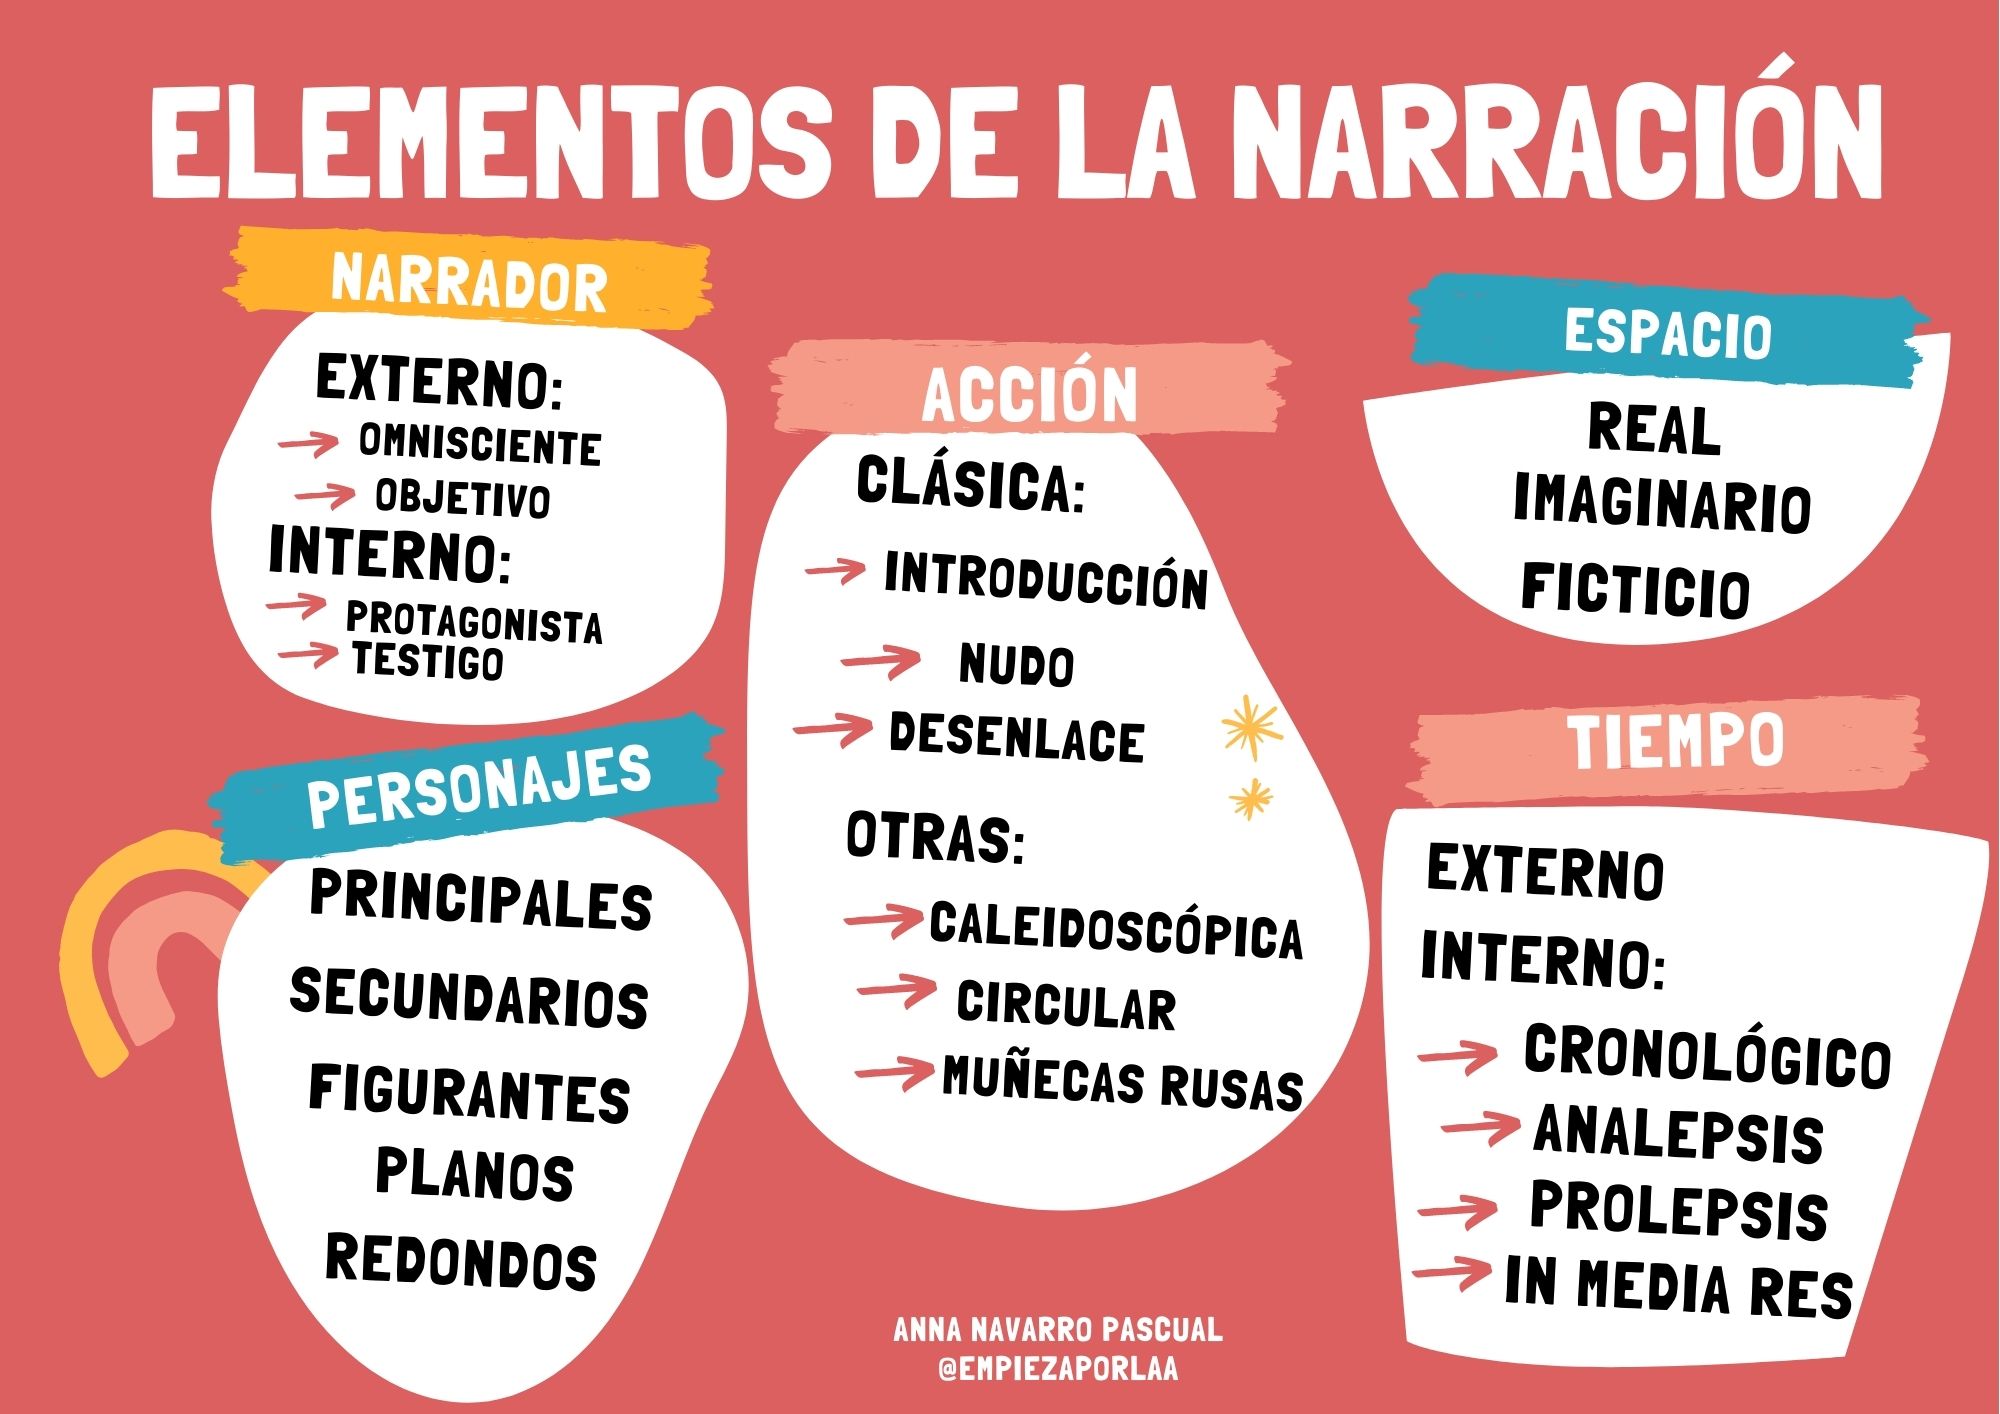 ELEMENTOS DE LA NARRACIÓN
NARRADOR
EXTERNO:
OMNISCIENTE
OBJETIVO
INTERNO:
PROTAGONISTA
TESTIGO
PERSONAJES
PRINCIPALES
SECUNDARIOS
FIGURANTES
PLANOS
REDONDOS
ACCIÓN
CLÁSICA:
INTRODUCCIÓN
NUDO
DESENLACE
OTRAS:
CALEIDOSCÓPICA
CIRCULAR
MUÑECAS RUSAS
ESPACIO
REAL
IMAGINARIO
FICTICIO
TIEMPO
EXTERNO
INTERNO:
CRONOLÓGICO
ANALEPSIS
PROLEPSIS
IN MEDIA RES
ANNA NAVARRO PASCUAL
@EMPIEZAPORLAA